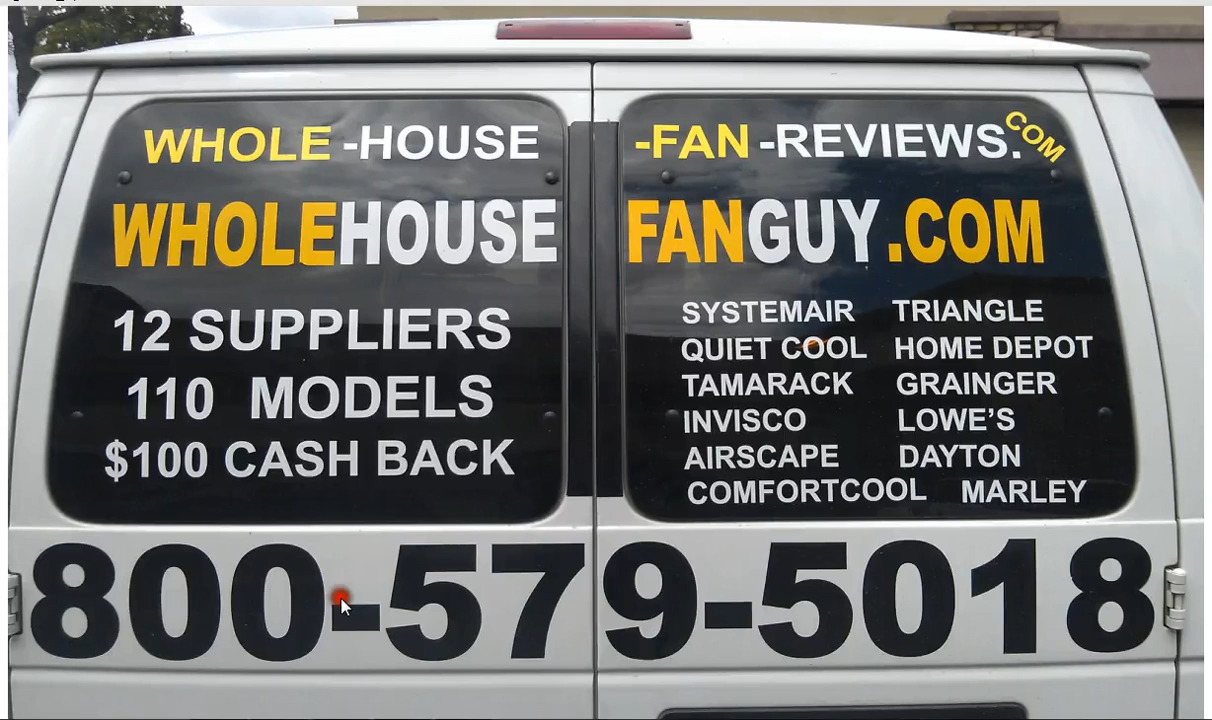 WHOLE -HOUSE -FAN -REVIEWS.COM
WHOLEHOUSE FANGUY.COM
12 SUPPLIERS
110 MODELS
$100 CASH BACK
SYSTEMAIR TRIANGLE
QUIET COOL HOME DEPOT
TAMARACK GRAINGER
INVISCO LOWE’S
AIRSCAPE DAYTON
COMFORTCOOL MARLEY
800-579-5018